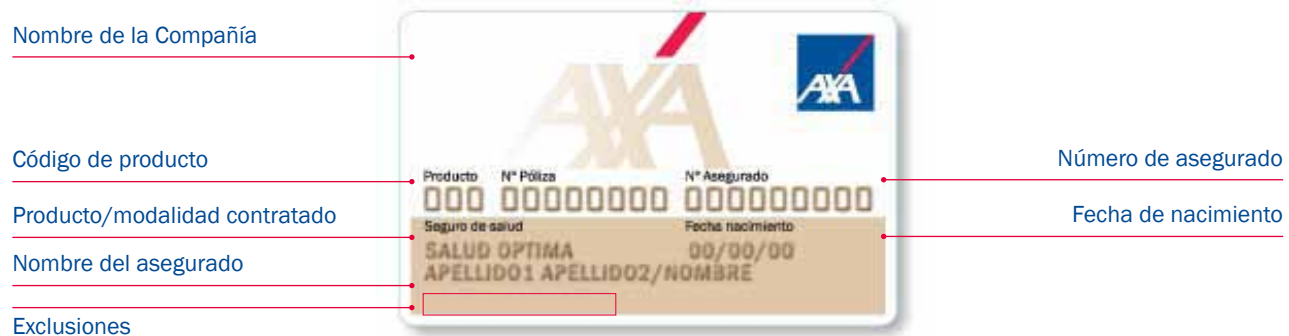 Nombre de la Compañía
AXA
AXA
Código de producto
Número de asegurado
Producto Nº Póliza Nº Asegurado
000 00000000 000000000
Producto/modalidad contratado
Fecha de nacimiento
Seguro de salud Fecha nacimiento
SALUD OPTIMA 00/00/00
Nombre del asegurado
APELLIDO1 APELLIDO2/NOMBRE
Exclusiones